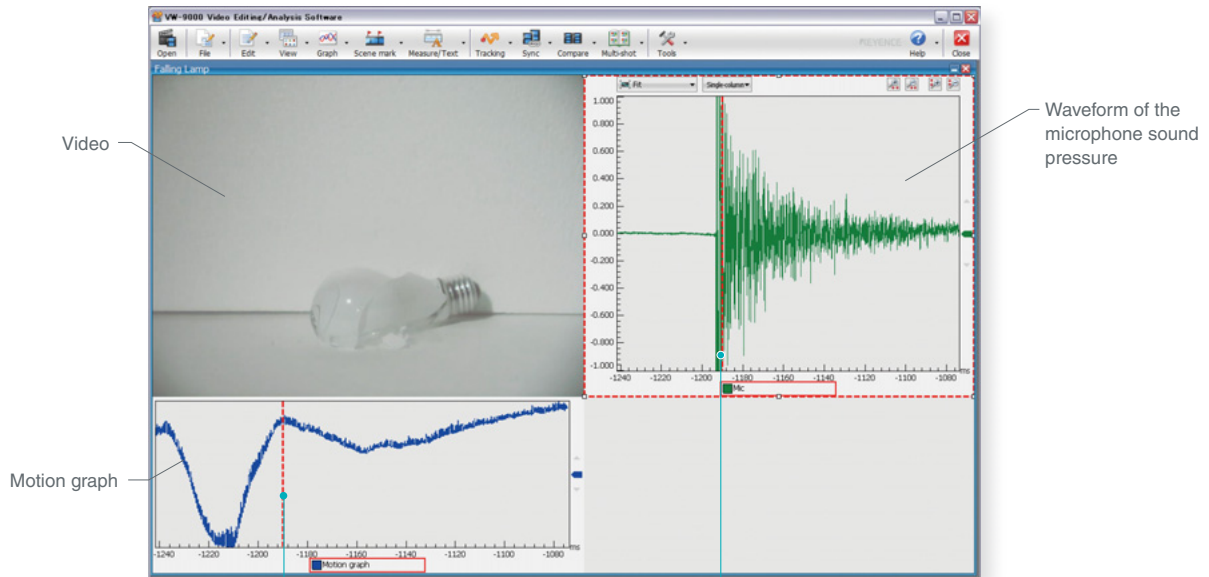 VW-9000 Video Editing/Analysis Software
Open File Edit View Graph Scene mark Measure/Text Tracking Sync Compare Multi-shot Tools KEYENCE Help Close
Falling Lamp
Fit Single-column
Video
Waveform of the
microphone sound
pressure
1.000
0.800
0.600
0.400
0.200
0.000
-0.200
-0.400
-0.600
-0.800
-1.000
-1240 -1220 -1200 -1180 -1160 -1140 -1120 -1100 -1080 ms
Mic
Motion graph
-1240 -1220 -1200 -1180 -1160 -1140 -1120 -1100 -1080 ms
Motion graph